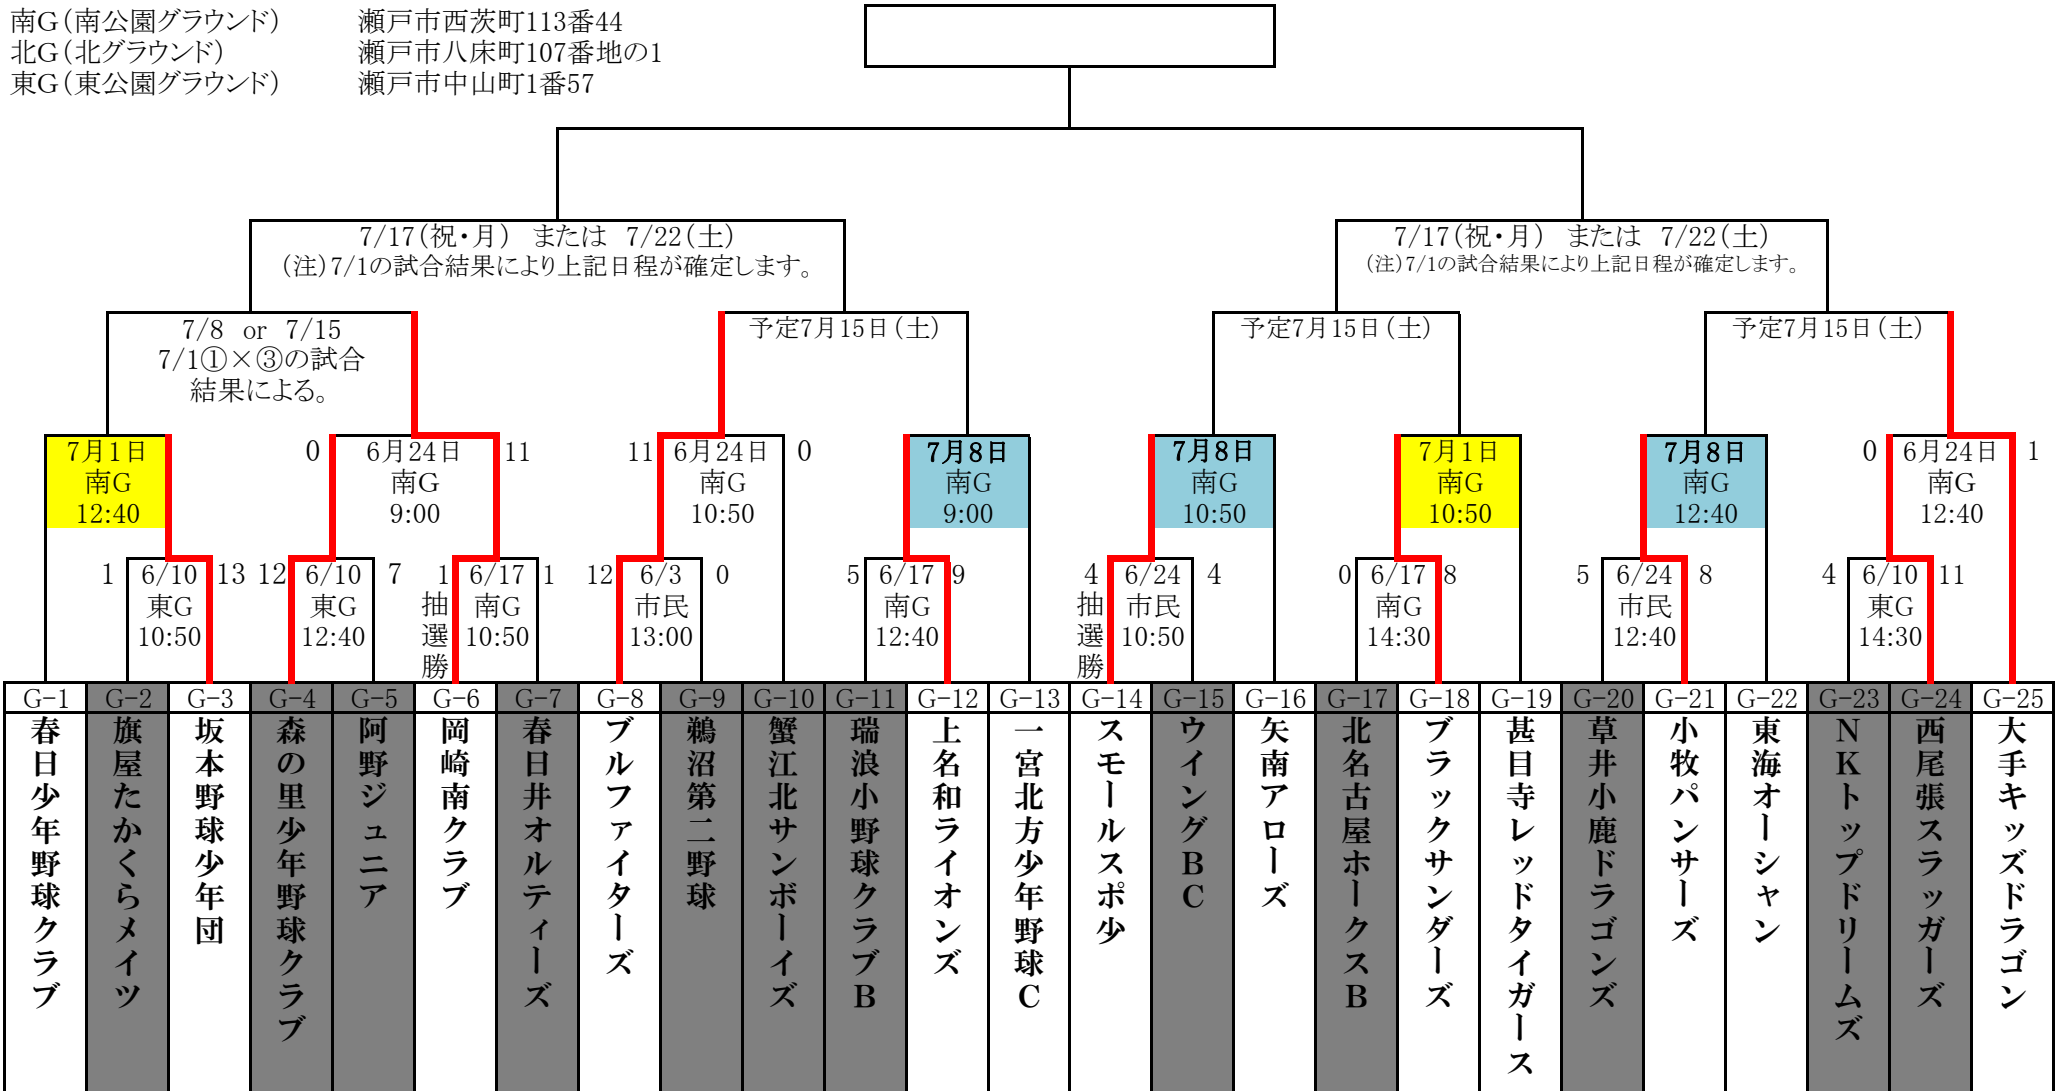 南G(南公園グラウンド) 瀬戸市西茨町113番44
北G(北グラウンド) 瀬戸市八床町107番地の1
東G(東公園グラウンド) 瀬戸市中山町1番57
7/17(祝・月) または 7/22(土)
(注)7/1の試合結果により上記日程が確定します。
7/17(祝・月) または 7/22(土)
(注)7/1の試合結果により上記日程が確定します。
7/8 or 7/15
7/1①×③の試合
結果による。
予定7月15日(土)
予定7月15日(土)
予定7月15日(土)
7月1日
南G
12:40
0 6月24日 11
南G
9:00
11 6月24日 0
南G
10:50
7月8日
南G
9:00
7月8日
南G
10:50
7月1日
南G
10:50
7月8日
南G
12:40
0 6月24日 1
南G
12:40
1 6/10 13
東G
10:50
12 6/10 7
東G
12:40
1 6/17 1
抽選勝
南G
10:50
12 6/3 0
市民
13:00
5 6/17 9
南G
12:40
4 6/24 4
抽選勝
市民
10:50
0 6/17 8
南G
14:30
5 6/24 8
市民
12:40
4 6/10 11
東G
14:30
G-1 G-2 G-3 G-4 G-5 G-6 G-7 G-8 G-9 G-10 G-11 G-12 G-13 G-14 G-15 G-16 G-17 G-18 G-19 G-20 G-21 G-22 G-23 G-24 G-25
春日少年野球クラブ
旗屋たかくらメイツ
坂本野球少年団
森の里少年野球クラブ
阿野ジュニア
岡崎南クラブ
春日井オルティーズ
ブルファイターズ
鵜沼第二野球
蟹江北サンボーイズ
瑞浪小野球クラブB
上名和ライオンズ
一宮北方少年野球C
スモールスポ少
ウイングBC
矢南アローズ
北名古屋ホークスB
ブラックサンダーズ
甚目寺レッドタイガース
草井小鹿ドラゴンズ
小牧パンサーズ
東海オーシャン
NKトップドリームズ
西尾張スラッガーズ
大手キッズドラゴン